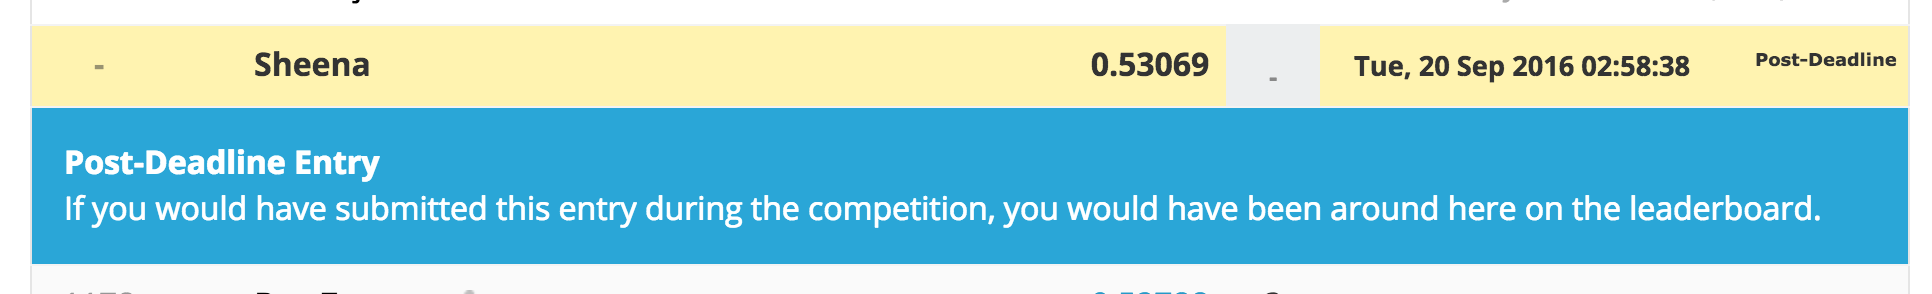 - Sheena 0.53069 - Tue, 20 Sep 2016 02:58:38 Post-Deadline
Post-Deadline Entry
If you would have submitted this entry during the competition, you would have been around here on the leaderboard.